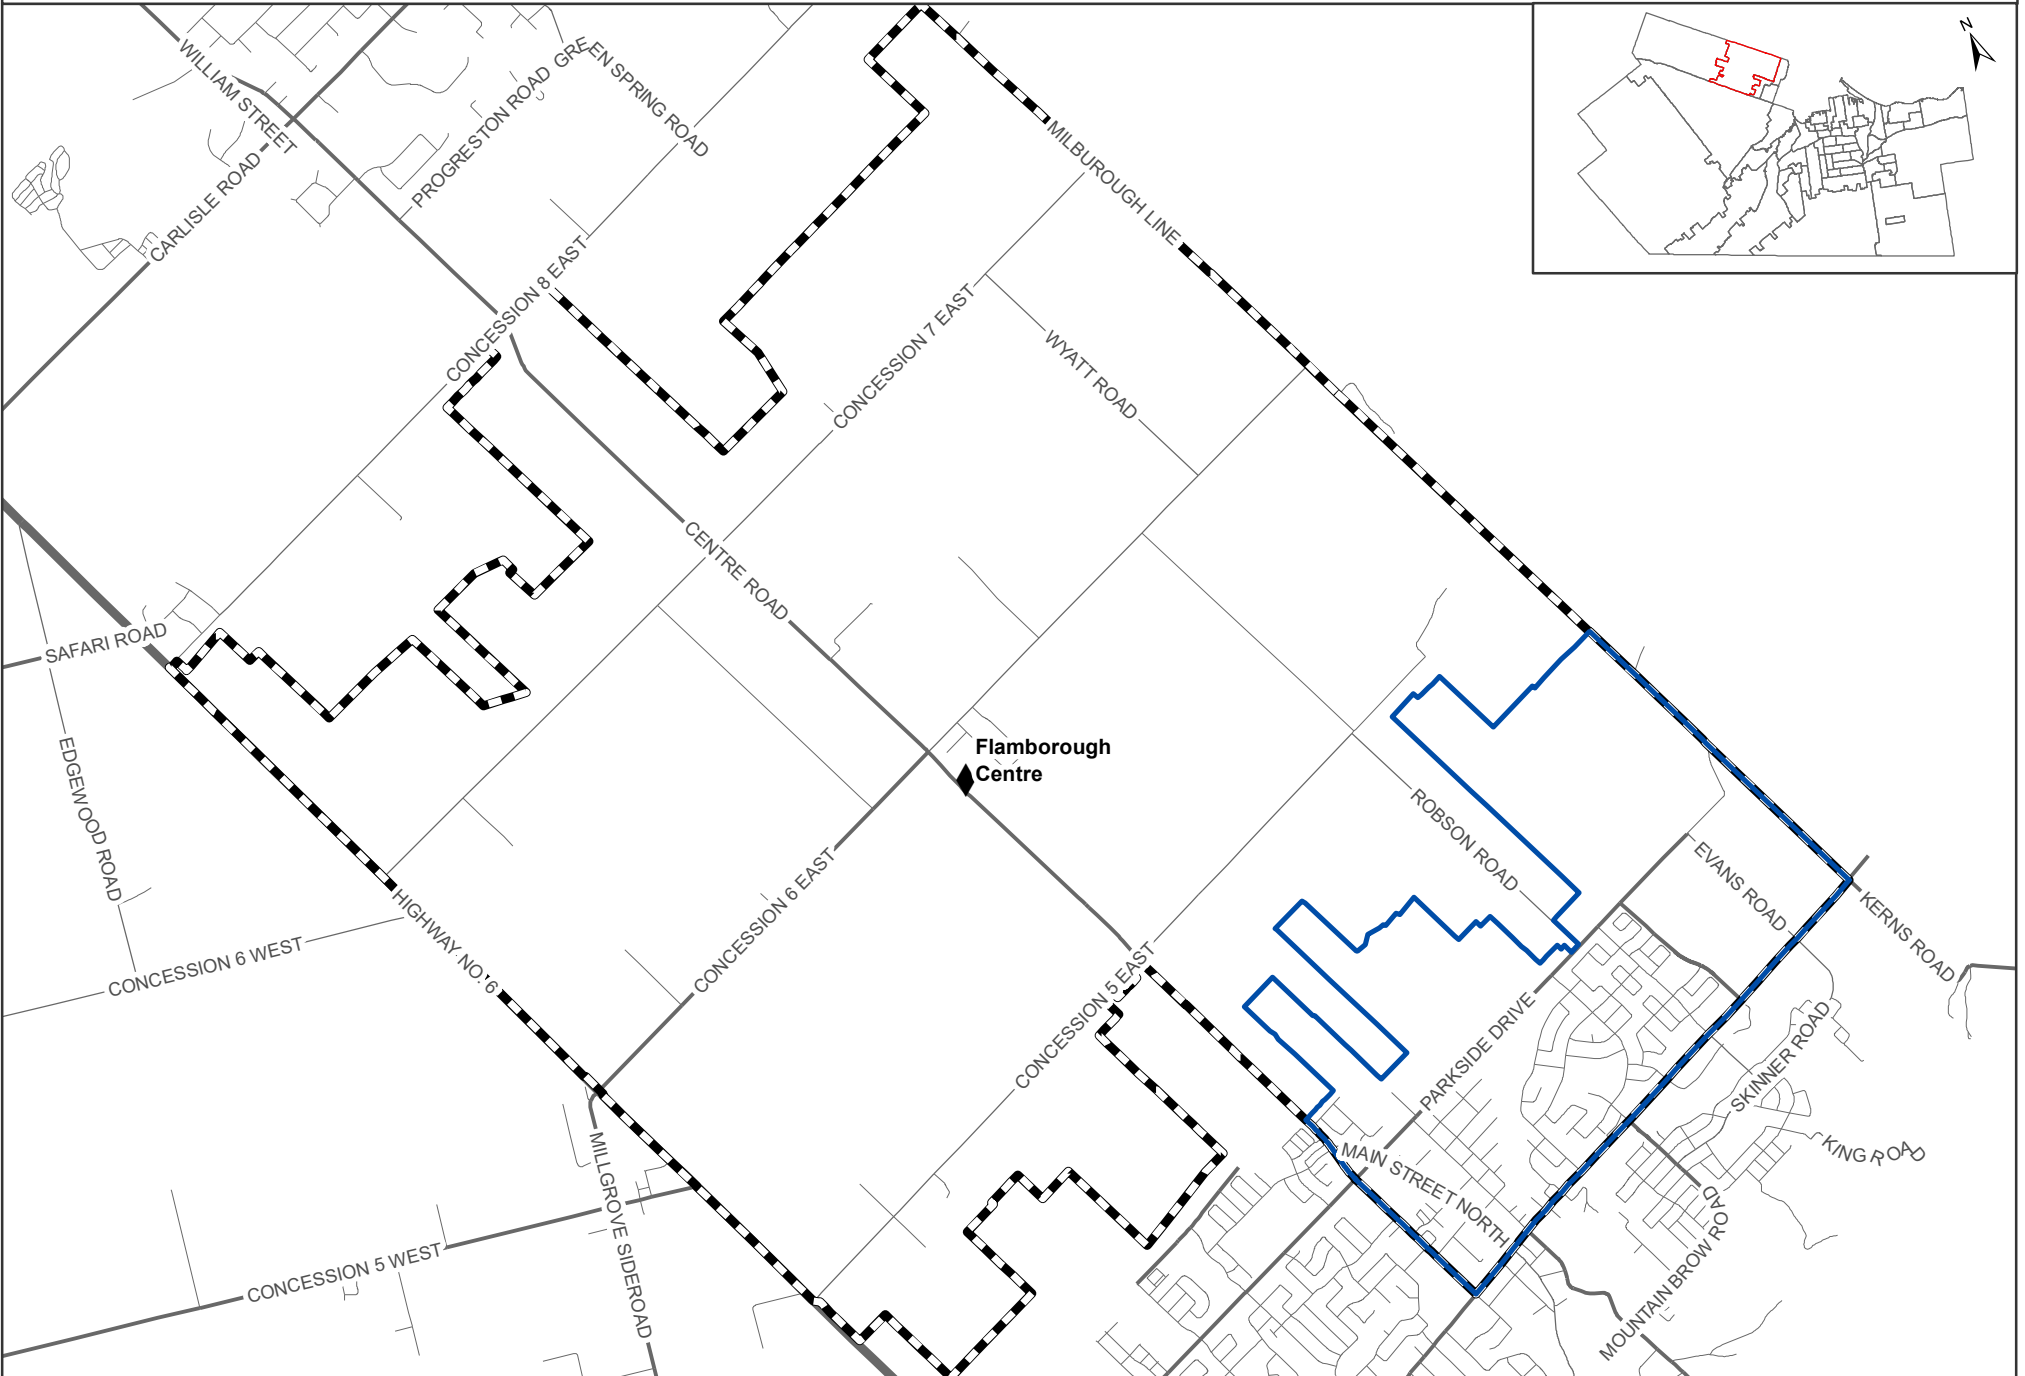 WILLIAM STREET
PROGRESTON ROAD
GREEN SPRING ROAD
CARLISLE ROAD
MILBOROUGH LINE
N
CONCESSION 8 EAST
CONCESSION 7 EAST
WYATT ROAD
CENTRE ROAD
SAFARI ROAD
EDGEWOOD ROAD
Flamborough
Centre
ROBSON ROAD
EVANS ROAD
KERNS ROAD
HIGHWAY NO. 6
CONCESSION 6 WEST
CONCESSION 6 EAST
CONCESSION 5 EAST
PARKSIDE DRIVE
SKINNER ROAD
KING ROAD
MAIN STREET NORTH
MILLGROVE SIDEROAD
CONCESSION 5 WEST
MOUNTAIN BROW ROAD